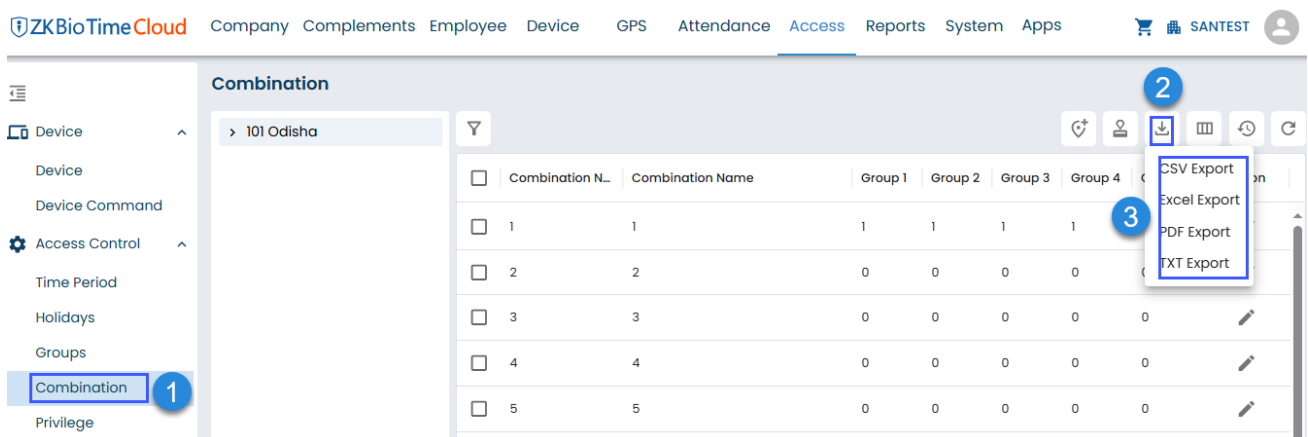 ZKBioTime Cloud Company Complements Employee Device GPS Attendance Access Reports System Apps SANTEST
Combination
2
Device
101 Odisha
Device
Device Command
Access Control
Time Period
Holidays
Groups
Combination 1
Privilege
Combination N... Combination Name Group 1 Group 2 Group 3 Group 4
CSV Export
Excel Export
3 PDF Export
TXT Export
1 1 1 1 1 1
2 2 0 0 0 0
3 3 0 0 0 0 0
4 4 0 0 0 0 0
5 5 0 0 0 0 0